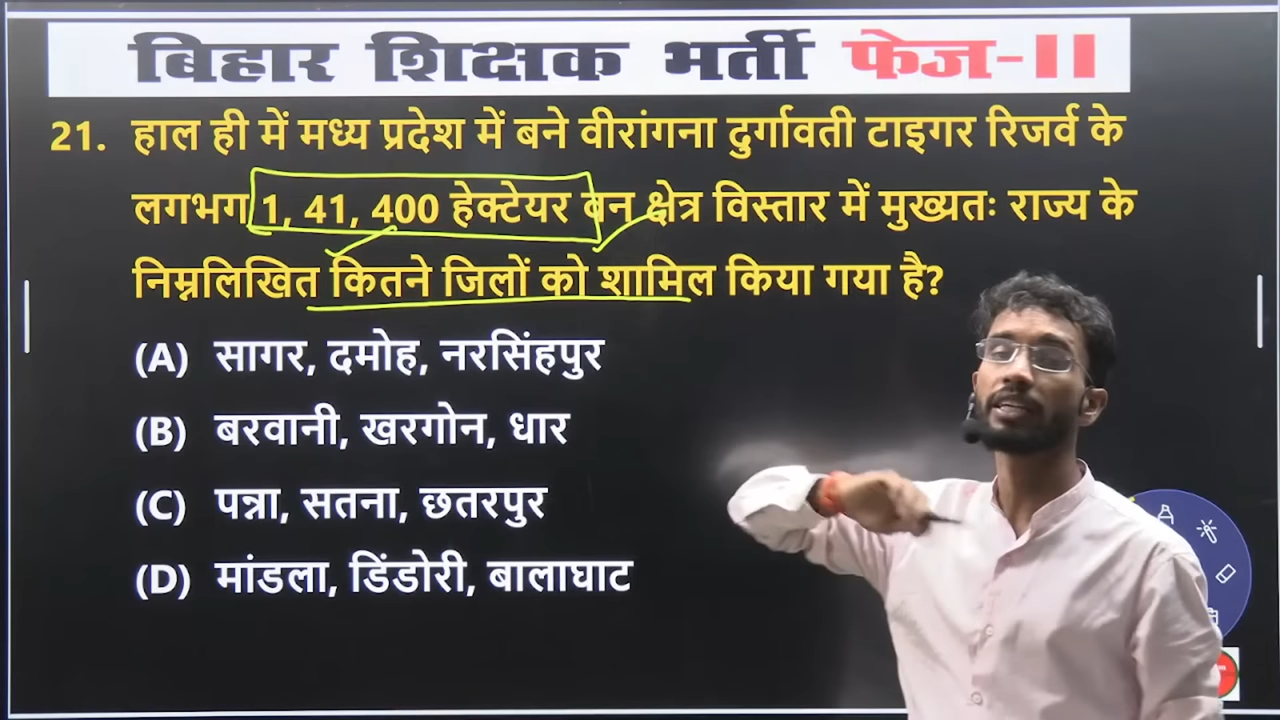 बिहार शिक्षक भर्ती फेज-II
21. हाल ही में मध्य प्रदेश में बने वीरांगना दुर्गावती टाइगर रिजर्व के
लगभग 1, 41, 400 हेक्टेयर वन क्षेत्र विस्तार में मुख्यतः राज्य के
निम्नलिखित कितने जिलों को शामिल किया गया है?
(A) सागर, दमोह, नरसिंहपुर
(B) बरवानी, खरगोन, धार
(C) पन्ना, सतना, छतरपुर
(D) मांडला, डिंडोरी, बालाघाट